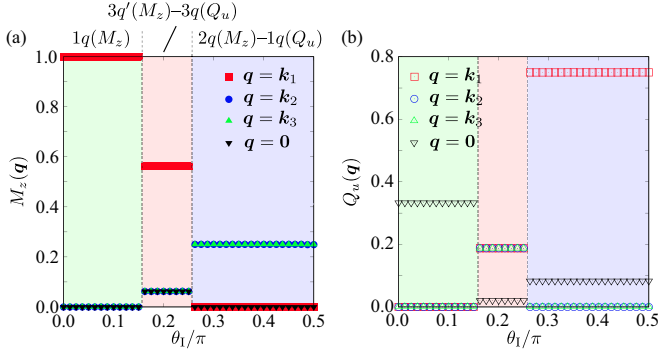 3q′(Mz)–3q(Qu)
(a) 1q(Mz) 2q(Mz)–1q(Qu) (b)
1.0
0.8
0.6
0.4
0.2
0.0
Mz(q)
q = k1
q = k2
q = k3
q = 0
0.0 0.1 0.2 0.3 0.4 0.5
θI/π
0.8
0.6
0.4
0.2
0.0
Qu(q)
q = k1
q = k2
q = k3
q = 0
0.0 0.1 0.2 0.3 0.4 0.5
θI/π